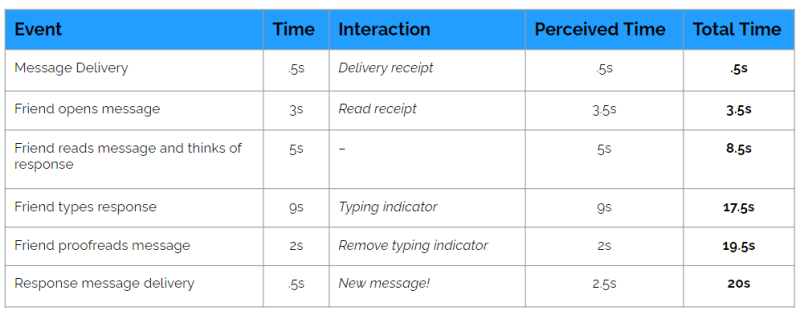 Event Time Interaction Perceived Time Total Time
Message Delivery .5s Delivery receipt .5s .5s
Friend opens message 3s Read receipt 3.5s 3.5s
Friend reads message and thinks of 5s – 5s 8.5s
response
Friend types response 9s Typing indicator 9s 17.5s
Friend proofreads message 2s Remove typing indicator 2s 19.5s
Response message delivery .5s New message! 2.5s 20s